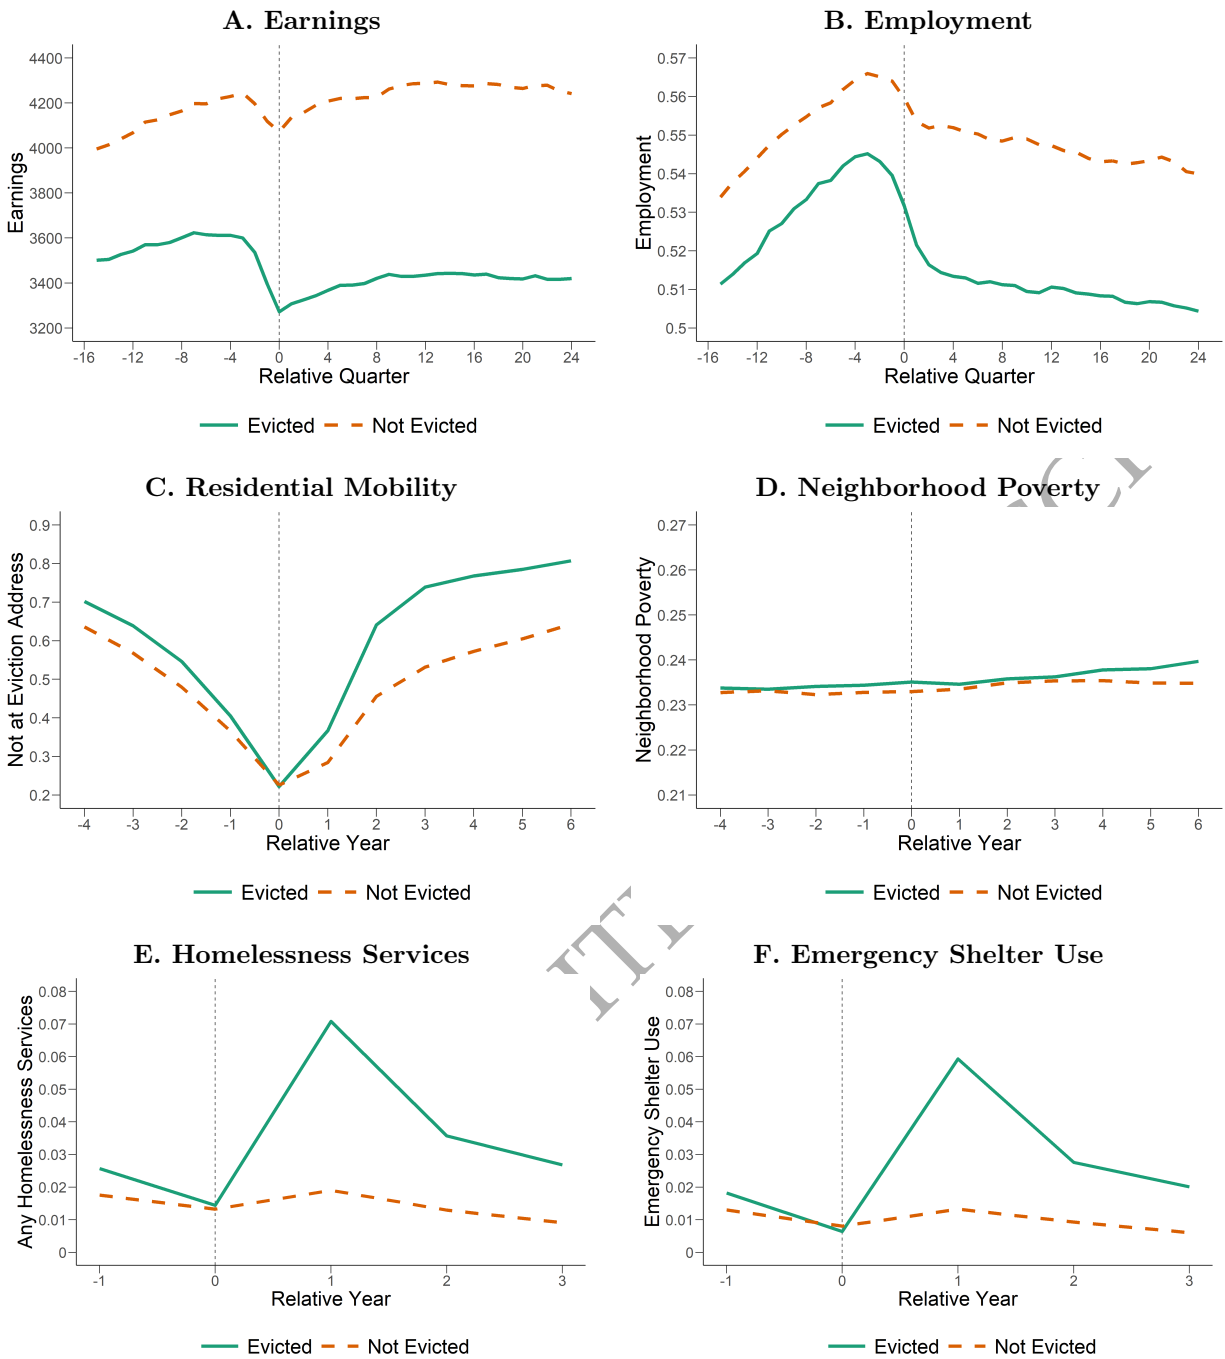 A. Earnings
Earnings
4400
4200
4000
3800
3600
3400
3200
-16 -12 -8 -4 0 4 8 12 16 20 24
Relative Quarter
Evicted Not Evicted
B. Employment
Employment
0.57
0.56
0.55
0.54
0.53
0.52
0.51
0.5
-16 -12 -8 -4 0 4 8 12 16 20 24
Relative Quarter
Evicted Not Evicted
C. Residential Mobility
Not at Eviction Address
0.9
0.8
0.7
0.6
0.5
0.4
0.3
0.2
-4 -3 -2 -1 0 1 2 3 4 5 6
Relative Year
Evicted Not Evicted
D. Neighborhood Poverty
Neighborhood Poverty
0.27
0.26
0.25
0.24
0.23
0.22
0.21
-4 -3 -2 -1 0 1 2 3 4 5 6
Relative Year
Evicted Not Evicted
E. Homelessness Services
Any Homelessness Services
0.08
0.07
0.06
0.05
0.04
0.03
0.02
0.01
0
-1 0 1 2 3
Relative Year
Evicted Not Evicted
F. Emergency Shelter Use
Emergency Shelter Use
0.08
0.07
0.06
0.05
0.04
0.03
0.02
0.01
0
-1 0 1 2 3
Relative Year
Evicted Not Evicted